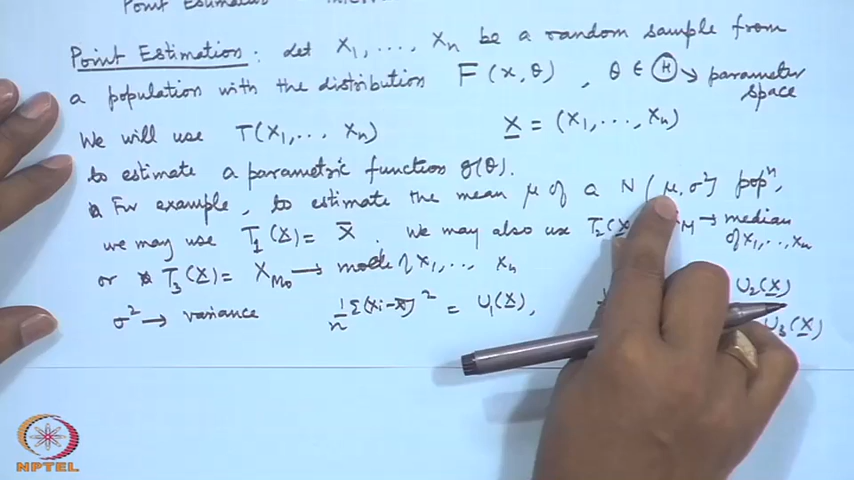 Point Estimation : Let X₁, ..., Xₙ be a random sample from
a population with the distribution F(x, θ) , θ ∈ Ⓗ → parameter space
We will use T(X₁, ... Xₙ) X = (X₁, ..., Xₙ)
to estimate a parametric function g(θ).
For example, to estimate the mean μ of a N(μ, σ²) popⁿ,
we may use T₁(X) = X̄ . We may also use T₂( M → median of X₁, ..., Xₙ
or T₃(X) = X_Mo → mode of X₁, ... Xₙ
σ² → variance 1/n Σ(Xi - X̄)² = U₁(X), U₂(X)
U₃(X)
NPTEL